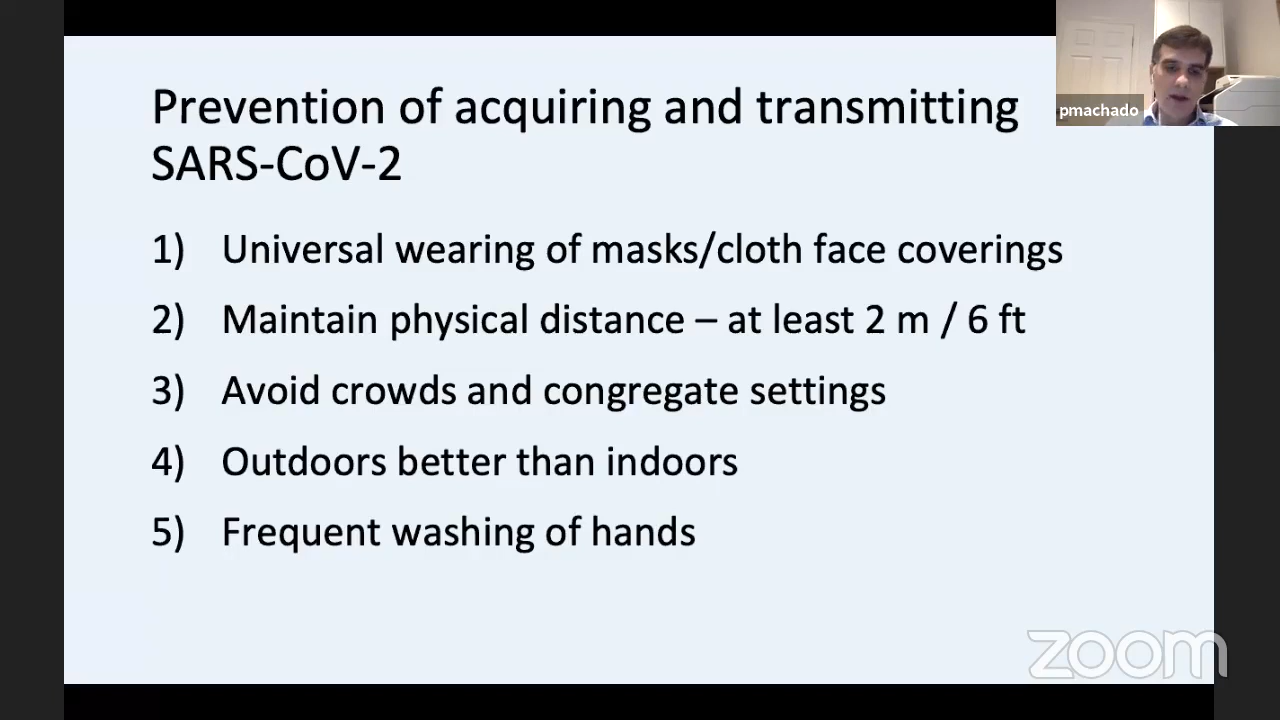 Prevention of acquiring and transmitting
SARS-CoV-2
pmachado
1) Universal wearing of masks/cloth face coverings
2) Maintain physical distance – at least 2 m / 6 ft
3) Avoid crowds and congregate settings
4) Outdoors better than indoors
5) Frequent washing of hands
zoom